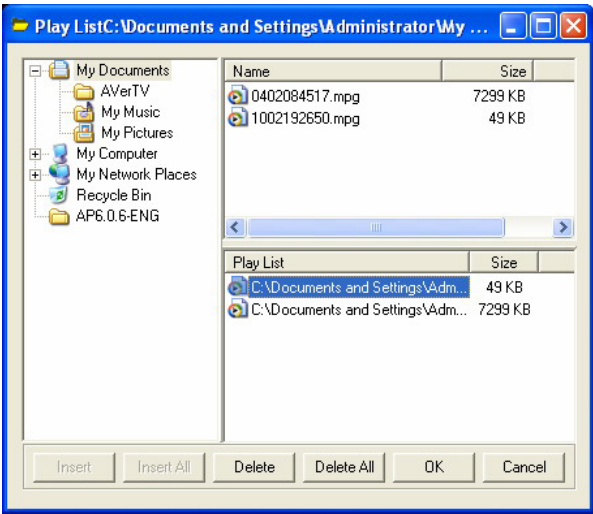 Play ListC:\Documents and Settings\Administrator\My ...
My Documents
AVerTV
My Music
My Pictures
My Computer
My Network Places
Recycle Bin
AP6.0.6-ENG
Name Size
0402084517.mpg 7299 KB
1002192650.mpg 49 KB
Play List Size
C:\Documents and Settings\Adm... 49 KB
C:\Documents and Settings\Adm... 7299 KB
Insert Insert All Delete Delete All OK Cancel